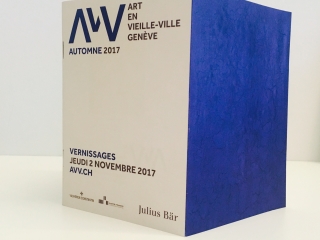 AVV
ART
EN
VIEILLE-VILLE
GENÈVE
AUTOMNE 2017
VERNISSAGES
JEUDI 2 NOVEMBRE 2017
AVV.CH
Julius Bär